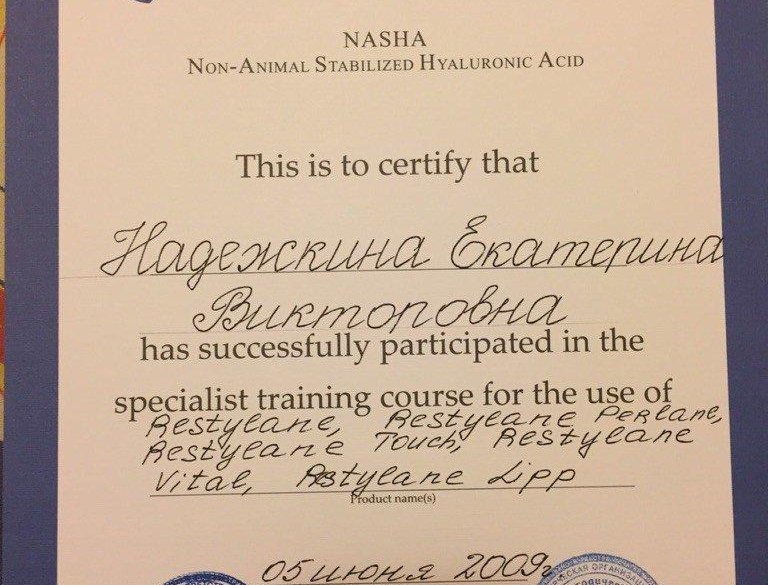 NASHA
NON-ANIMAL STABILIZED HYALURONIC ACID
This is to certify that
Надежкина Екатерина
Викторовна
has successfully participated in the
specialist training course for the use of
Restylane, Restylane Perlane,
Restylane Touch, Restylane
Vital, Restylane Lipp
Product name(s)
05 июня 2009г